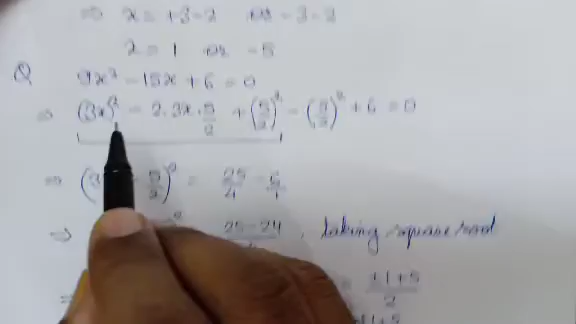 ⇒ x = +3-2 or -3-2
x = 1 or -5
Q 9x² - 15x + 6 = 0
⇒ (3x)² - 2.3x.5/2 + (5/2)² - (5/2)² + 6 = 0
⇒ (3 5/2)² = 25/4 - 6/1
⇒ 25-24 , taking square root
⇒ = ±1+5/2